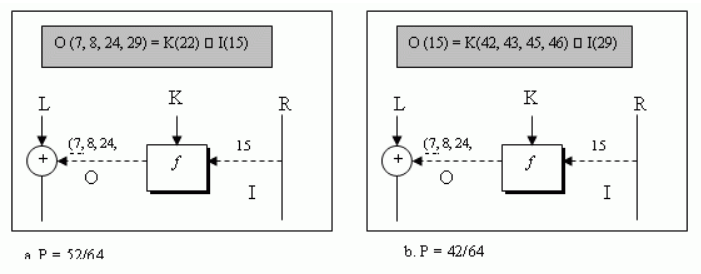 O (7, 8, 24, 29) = K(22) □ I(15)
L
K
R
(7, 8, 24,
15
+
f
O
I
a. P = 52/64
O (15) = K(42, 43, 45, 46) □ I(29)
L
K
R
(7, 8, 24,
15
+
f
O
I
b. P = 42/64